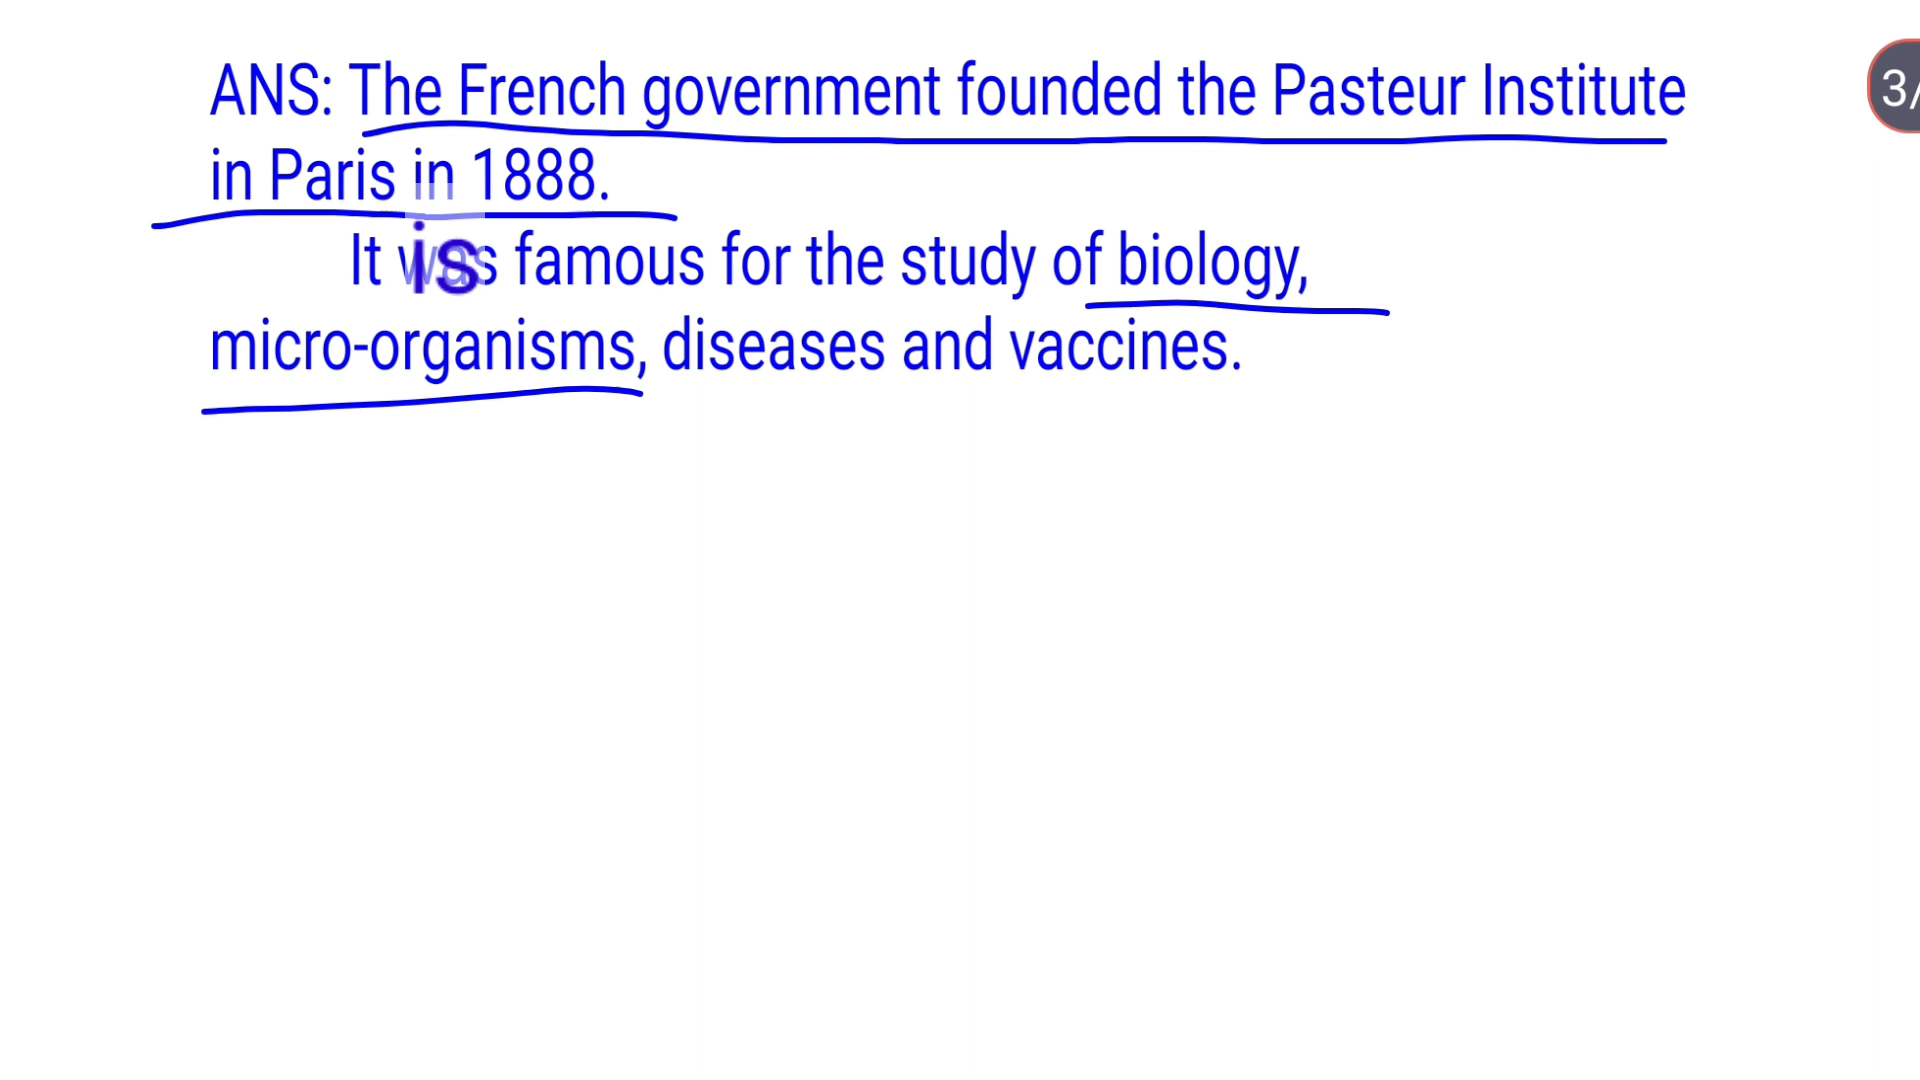 ANS: The French government founded the Pasteur Institute
in Paris in 1888.
It is famous for the study of biology,
micro-organisms, diseases and vaccines.
3/